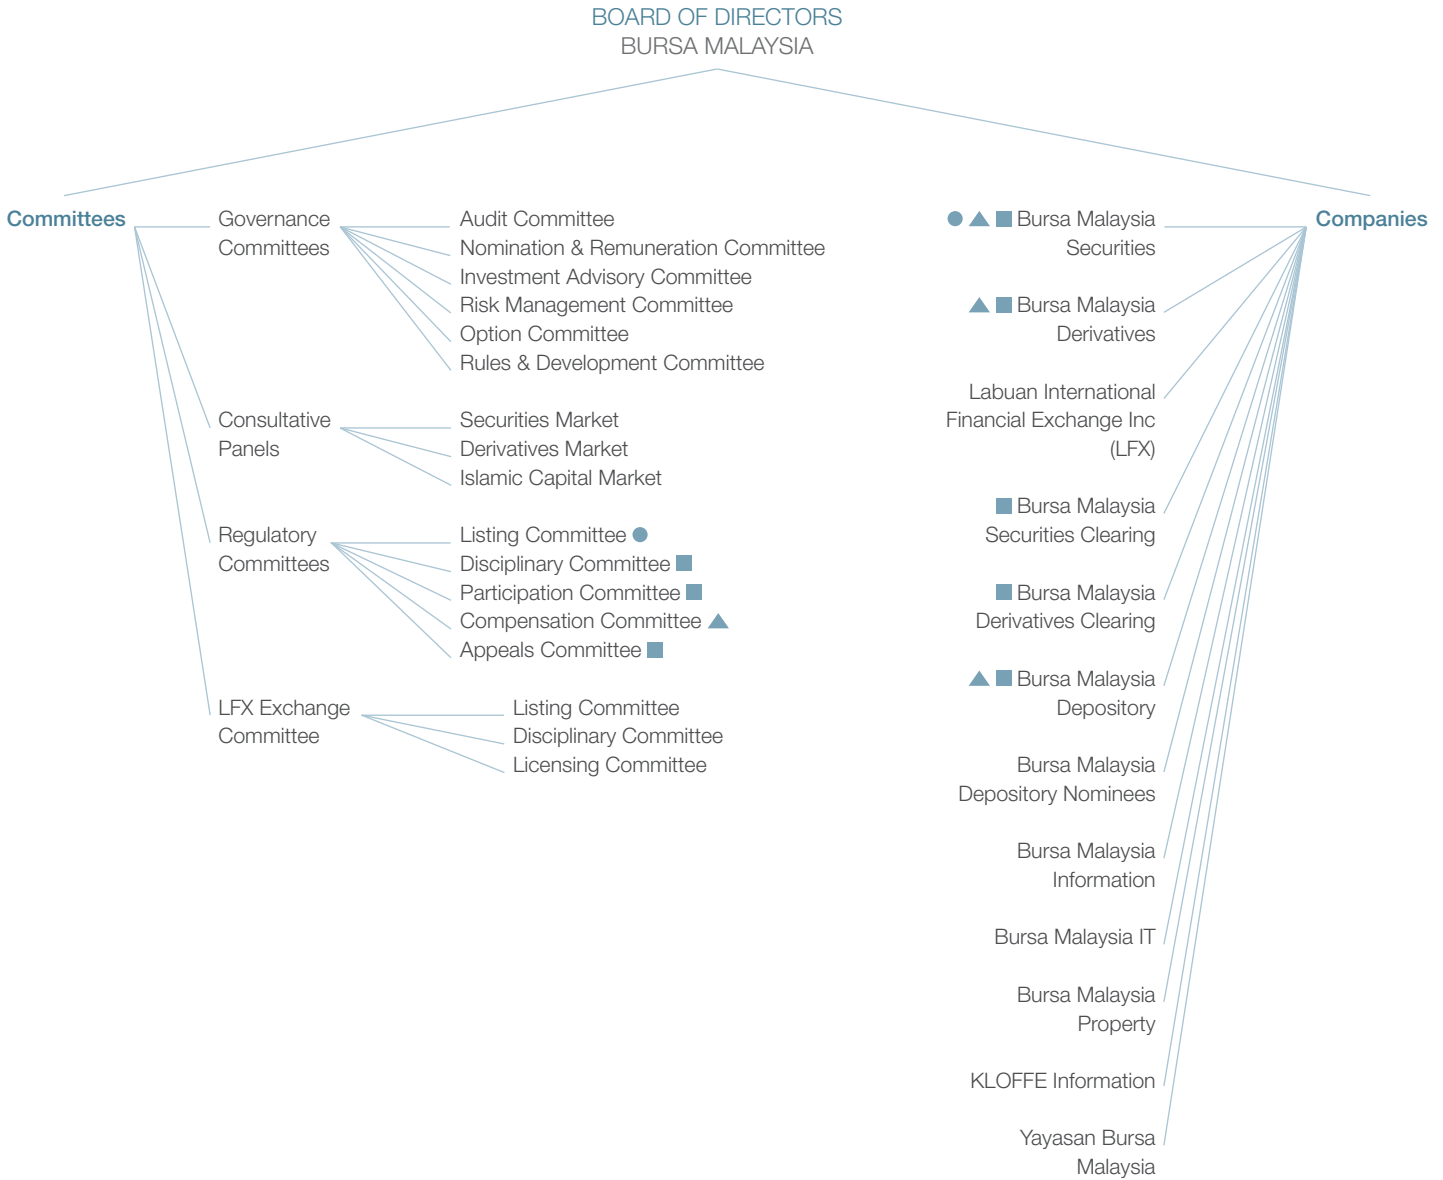 BOARD OF DIRECTORS
BURSA MALAYSIA
Committees
Governance
Committees
Audit Committee
Nomination & Remuneration Committee
Investment Advisory Committee
Risk Management Committee
Option Committee
Rules & Development Committee
Consultative
Panels
Securities Market
Derivatives Market
Islamic Capital Market
Regulatory
Committees
Listing Committee
Disciplinary Committee
Participation Committee
Compensation Committee
Appeals Committee
LFX Exchange
Committee
Listing Committee
Disciplinary Committee
Licensing Committee
Companies
Bursa Malaysia
Securities
Bursa Malaysia
Derivatives
Labuan International
Financial Exchange Inc
(LFX)
Bursa Malaysia
Securities Clearing
Bursa Malaysia
Derivatives Clearing
Bursa Malaysia
Depository
Bursa Malaysia
Depository Nominees
Bursa Malaysia
Information
Bursa Malaysia IT
Bursa Malaysia
Property
KLOFFE Information
Yayasan Bursa
Malaysia